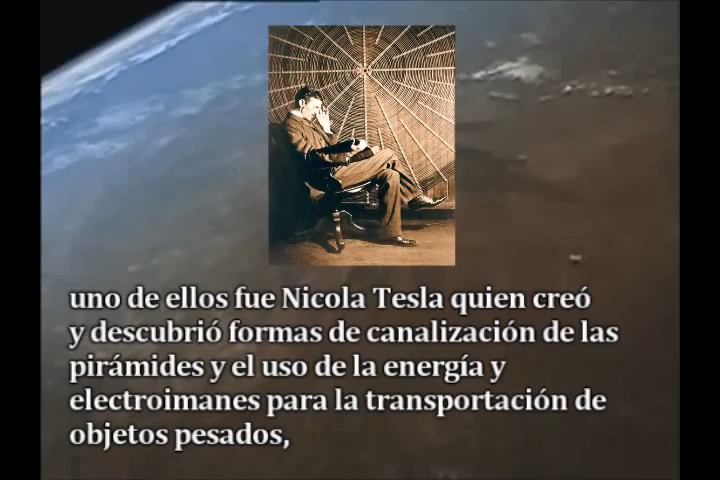 uno de ellos fue Nicola Tesla quien creó
y descubrió formas de canalización de las
pirámides y el uso de la energía y
electroimanes para la transportación de
objetos pesados,